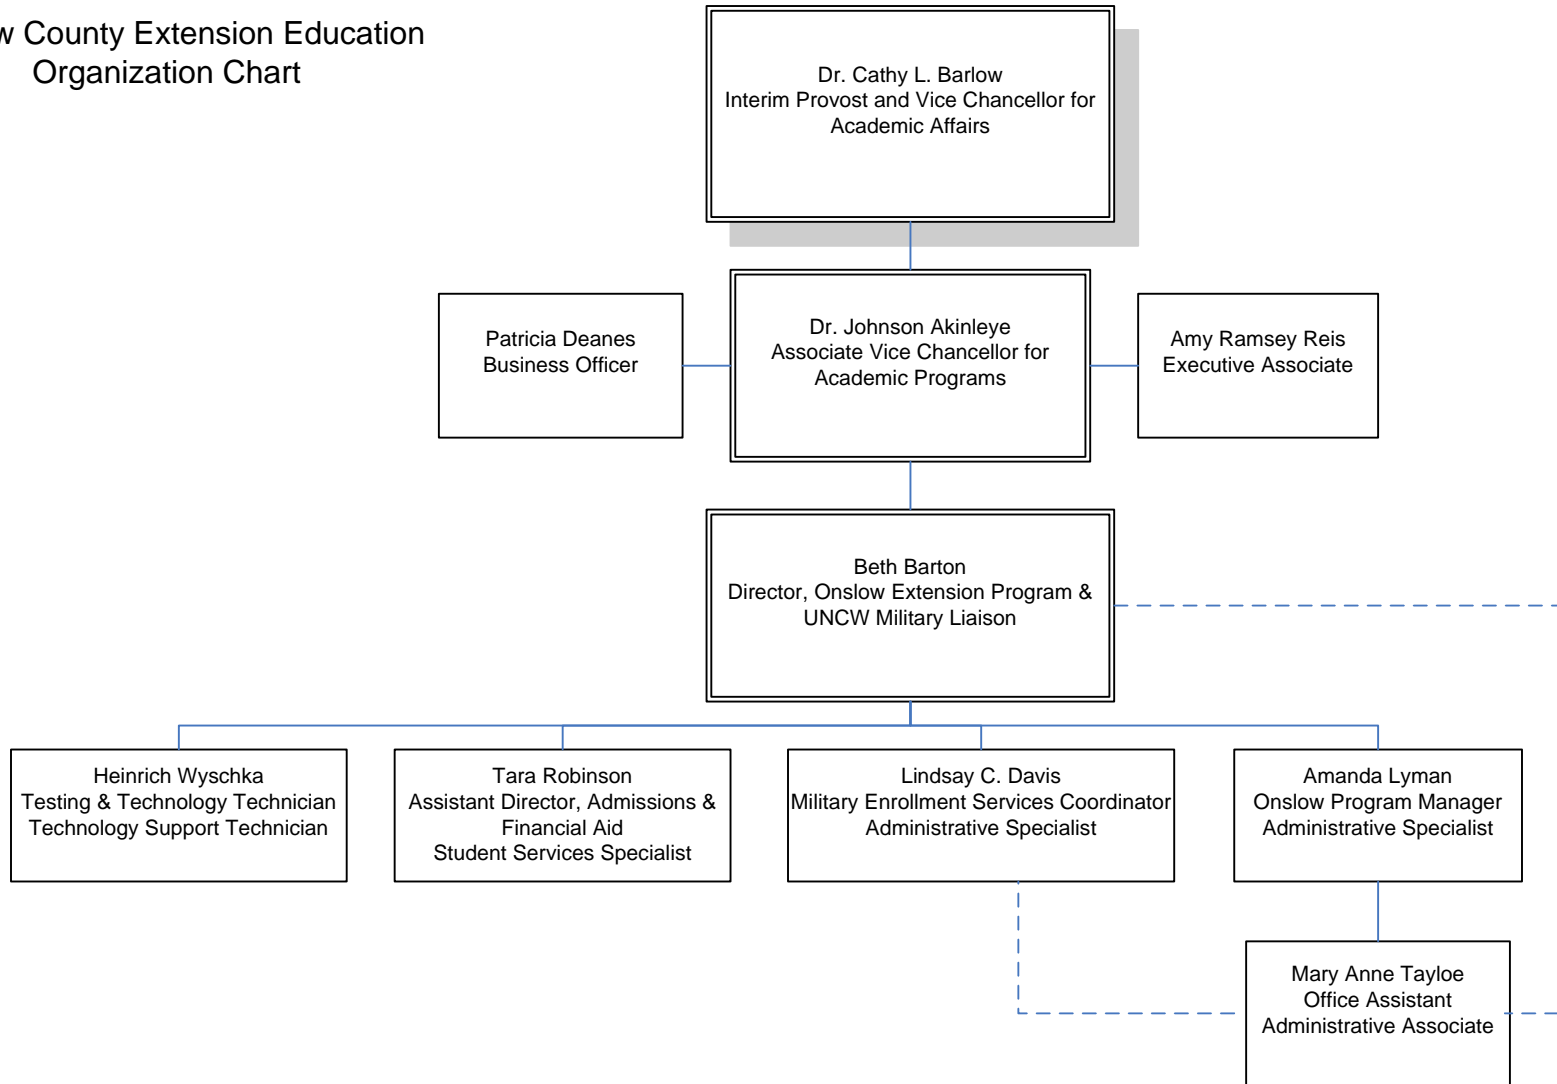 County Extension Education
Organization Chart
Dr. Cathy L. Barlow
Interim Provost and Vice Chancellor for
Academic Affairs
Patricia Deanes
Business Officer
Dr. Johnson Akinleye
Associate Vice Chancellor for
Academic Programs
Amy Ramsey Reis
Executive Associate
Beth Barton
Director, Onslow Extension Program &
UNCW Military Liaison
Heinrich Wyschka
Testing & Technology Technician
Technology Support Technician
Tara Robinson
Assistant Director, Admissions &
Financial Aid
Student Services Specialist
Lindsay C. Davis
Military Enrollment Services Coordinator
Administrative Specialist
Amanda Lyman
Onslow Program Manager
Administrative Specialist
Mary Anne Tayloe
Office Assistant
Administrative Associate